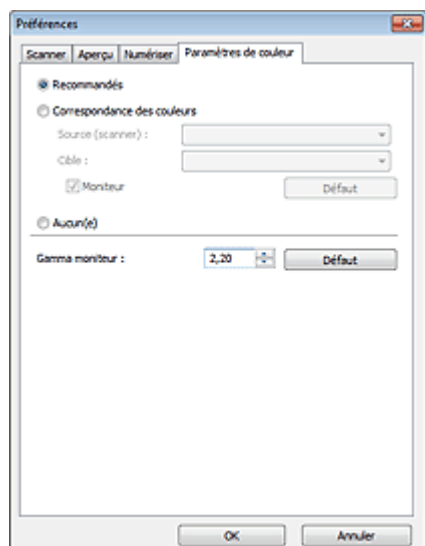 Préférences
Scanner Aperçu Numériser Paramètres de couleur
Recommandés
Correspondance des couleurs
Source (scanner) :
Cible :
Moniteur Défaut
Aucun(e)
Gamma moniteur : 2,20 Défaut
OK Annuler